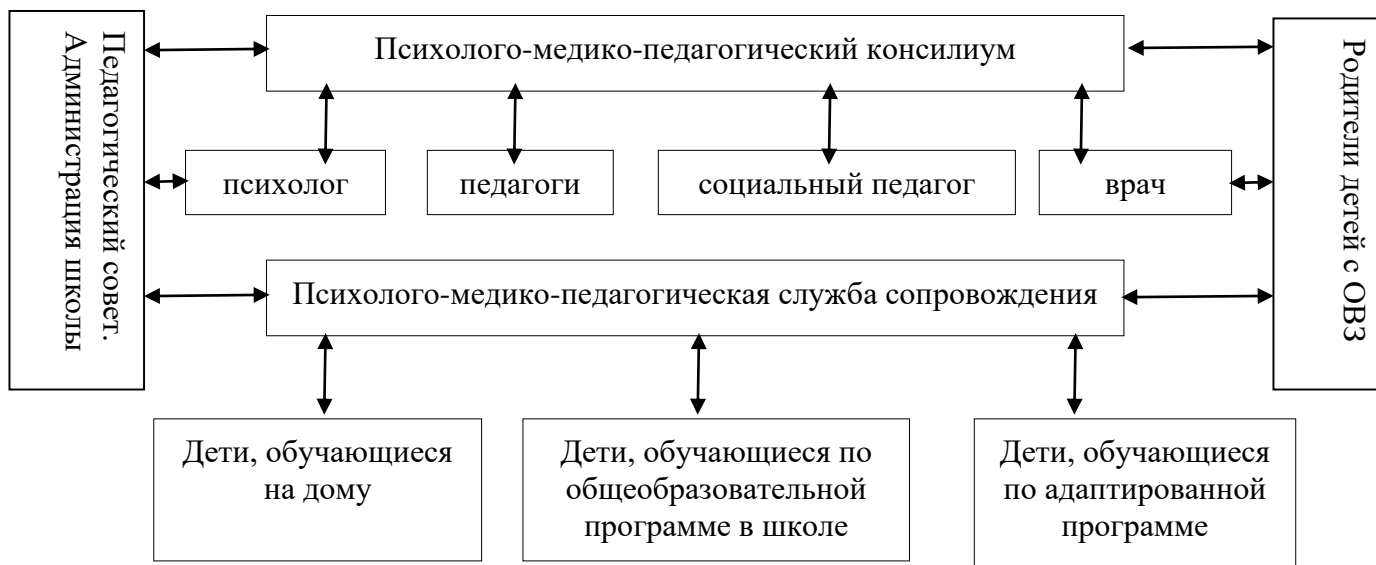 Педагогический совет.
Администрация школы
Психолого-медико-педагогический консилиум
Родители детей с ОВЗ
психолог
педагоги
социальный педагог
врач
Психолого-медико-педагогическая служба сопровождения
Дети, обучающиеся
на дому
Дети, обучающиеся по
общеобразовательной
программе в школе
Дети, обучающиеся
по адаптированной
программе